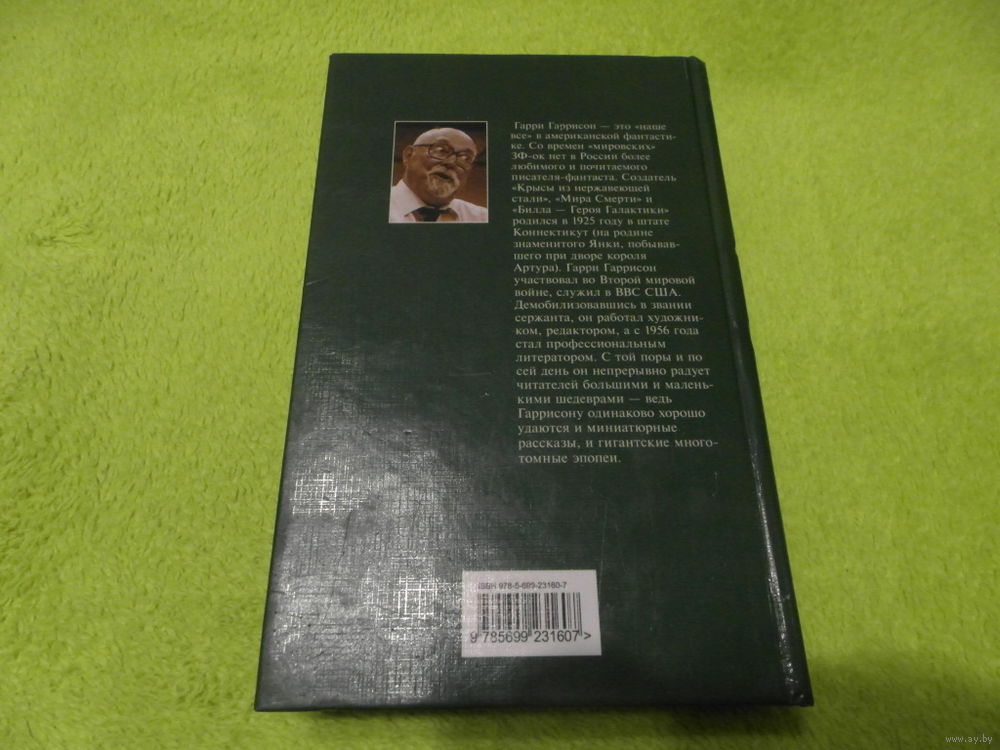 Гарри Гаррисон — это «наше
все» в американской фантасти-
ке. Со времен «мировских»
ЗФ-ок нет в России более
любимого и почитаемого
писателя-фантаста. Создатель
«Крысы из нержавеющей
стали», «Мира Смерти» и
«Билла — Героя Галактики»
родился в 1925 году в штате
Коннектикут (на родине
знаменитого Янки, побывав-
шего при дворе короля
Артура). Гарри Гаррисон
участвовал во Второй мировой
войне, служил в ВВС США.
Демобилизовавшись в звании
сержанта, он работал художни-
ком, редактором, а с 1956 года
стал профессиональным
литератором. С той поры и по
сей день он непрерывно радует
читателей большими и малень-
кими шедеврами — ведь
Гаррисону одинаково хорошо
удаются и миниатюрные
рассказы, и гигантские много-
томные эпопеи.
ISBN 978-5-699-23160-7
9 785699 231607 >
www.ay.by